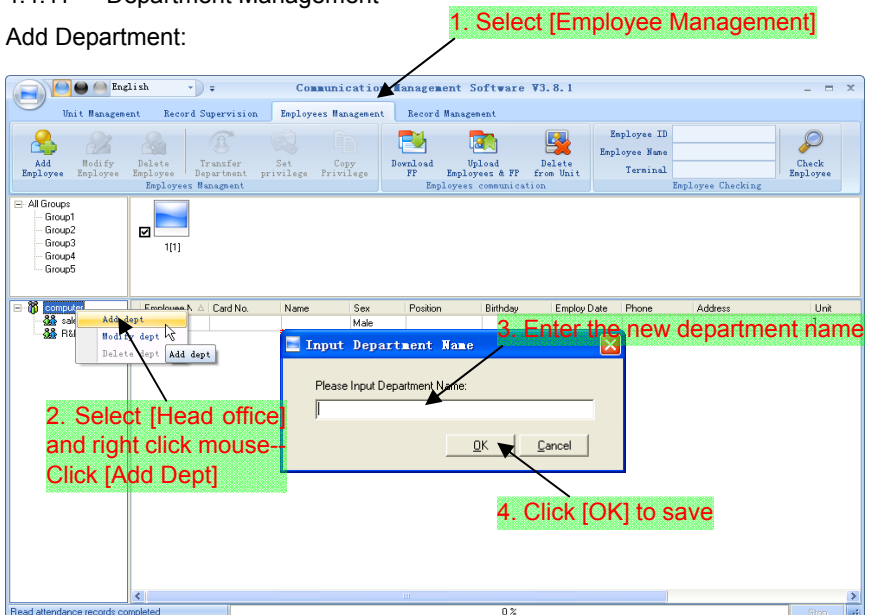 Department Management
1. Select [Employee Management]
Add Department:
English
Communication Management Software V3.8.1
Unit Management Record Supervision Employees Management Record Management
Add Employee
Modify Employee
Delete Employee
Transfer Department
Set privilege
Copy Privilege
Employees Managment
Download FP
Upload Employees & FP
Delete from Unit
Employees communication
Employee ID
Employee Name
Terminal
Check Employee
Employee Checking
All Groups
Group1
Group2
Group3
Group4
Group5
1[1]
computer
Add dept
Modify dept
Delete dept
Add dept
Card No. Name Sex Position Birthday Employ Date Phone Address Unit
Male
3. Enter the new department name
Input Department Name
Please Input Department Name:
OK Cancel
2. Select [Head office]
and right click mouse--
Click [Add Dept]
4. Click [OK] to save
Read attendance records completed
0 %
Stop